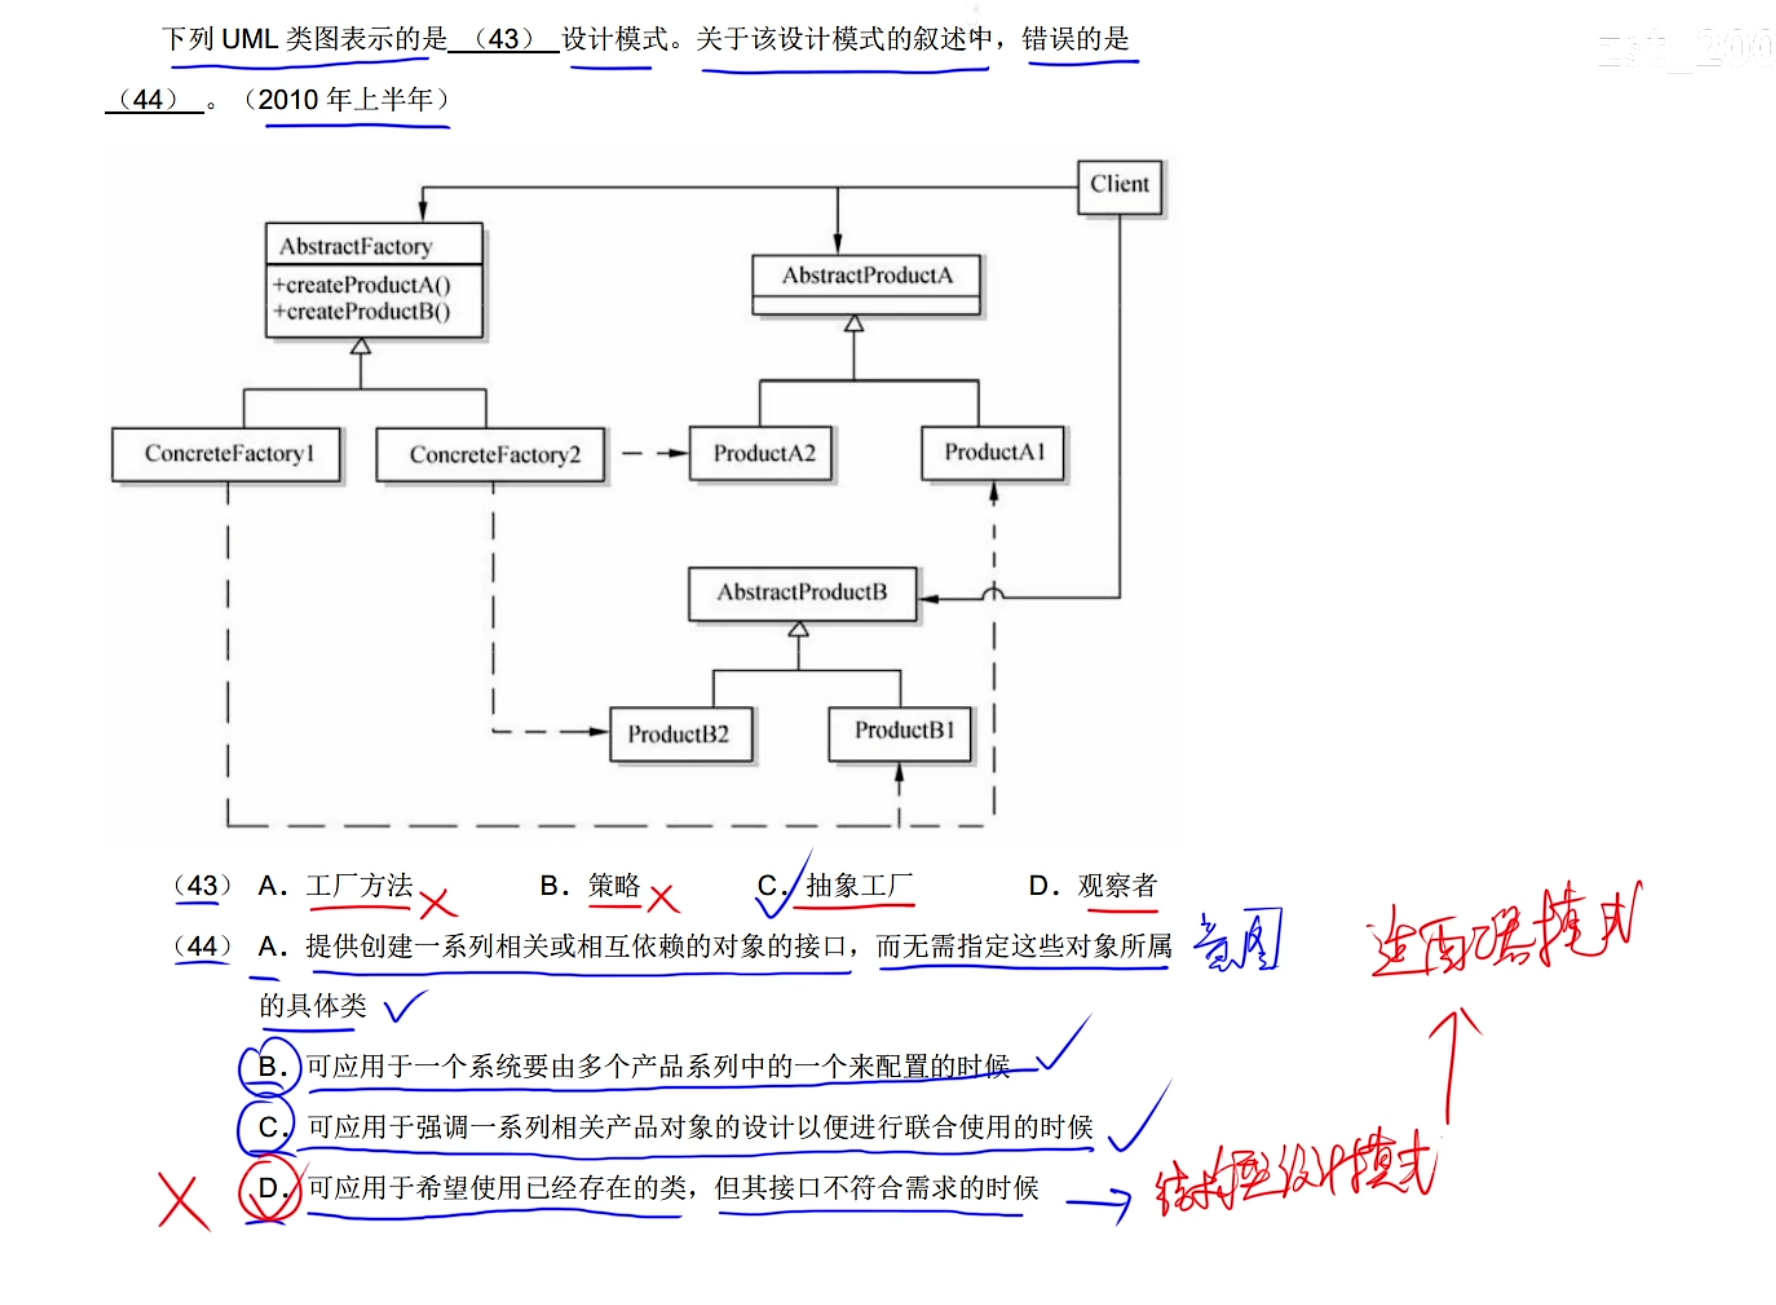 下列 UML 类图表示的是 （43） 设计模式。关于该设计模式的叙述中，错误的是
（44） 。（2010 年上半年）
Client
AbstractFactory
+createProductA()
+createProductB()
AbstractProductA
ConcreteFactory1
ConcreteFactory2
ProductA2
ProductA1
AbstractProductB
ProductB2
ProductB1
（43） A．工厂方法 B．策略 C．抽象工厂 D．观察者
（44） A．提供创建一系列相关或相互依赖的对象的接口，而无需指定这些对象所属
的具体类
意图
适配器模式
B．可应用于一个系统要由多个产品系列中的一个来配置的时候
C．可应用于强调一系列相关产品对象的设计以便进行联合使用的时候
D．可应用于希望使用已经存在的类，但其接口不符合需求的时候
结构型设计模式